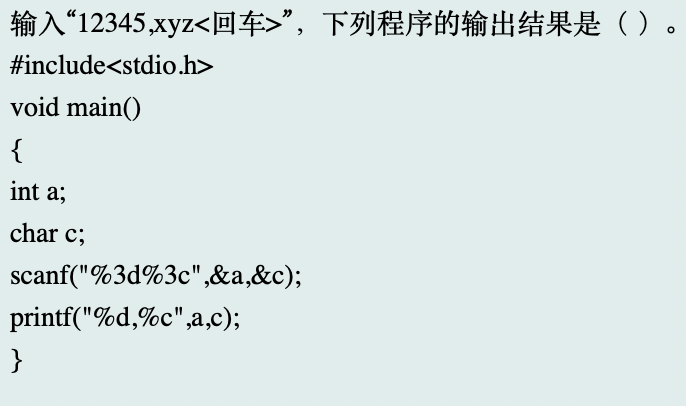 输入“12345,xyz<回车>”，下列程序的输出结果是（ ）。
#include<stdio.h>
void main()
{
int a;
char c;
scanf("%3d%3c",&a,&c);
printf("%d,%c",a,c);
}